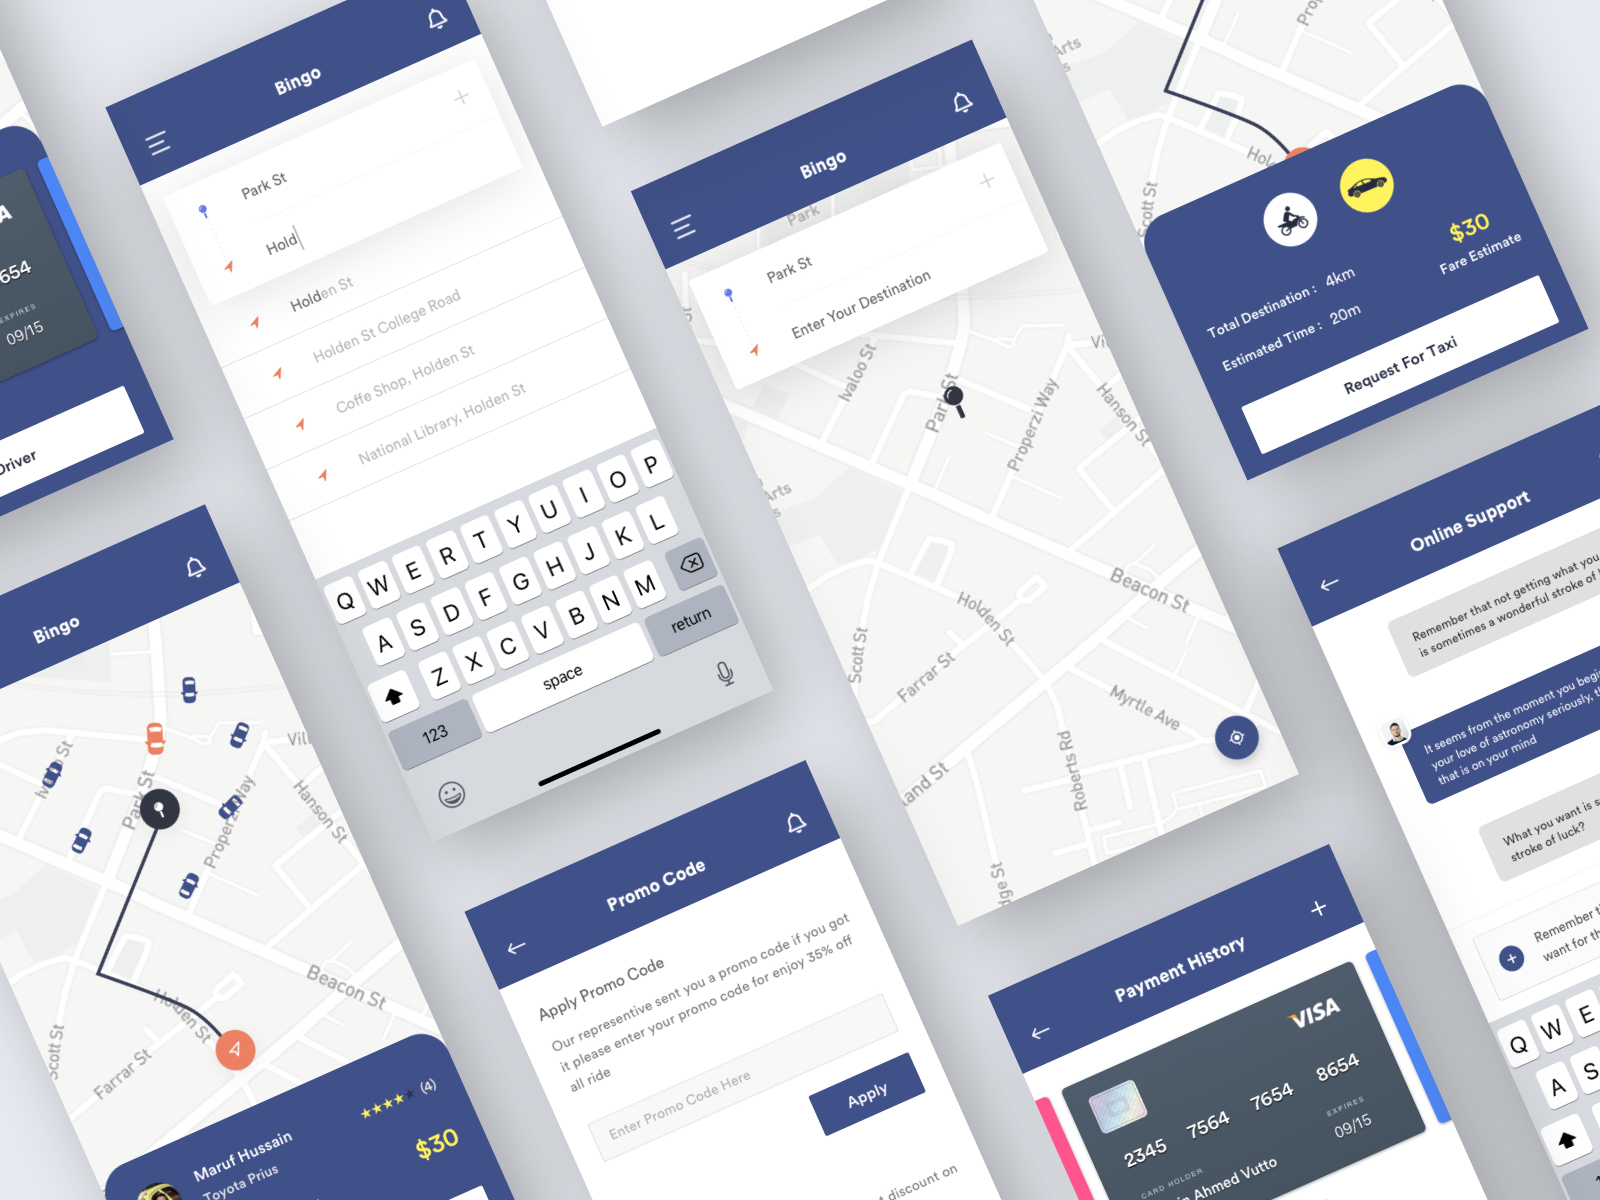 654
EXPIRES
09/15
Driver
Bingo
Park St
Hold
Holden St
Holden St College Road
Coffe Shop, Holden St
National Library, Holden St
Q W E R T Y U I O P
A S D F G H J K L
Z X C V B N M
123
space
return
Bingo
Park St
Enter Your Destination
Park
Ivaloo St
Park St
Properzi Way
Hanson St
Arts
Beacon St
Holden St
Scott St
Farrar St
Myrtle Ave
Roberts Rd
land St
dge St
Arts
Scott St
Total Destination : 4km
Estimated Time : 20m
$30
Fare Estimate
Request For Taxi
Bingo
Park St
Properzi Way
Hanson St
Beacon St
Holden St
Scott St
Farrar St
(4)
Maruf Hussain
Toyota Prius
$30
Promo Code
Apply Promo Code
Our representive sent you a promo code if you got
it please enter your promo code for enjoy 35% off
all ride
Enter Promo Code Here
Apply
discount on
Payment History
VISA
2345 7564 7654 8654
EXPIRES
09/15
CARD HOLDER
Ahmed Vutto
Online Support
Remember that not getting what you
is sometimes a wonderful stroke of
It seems from the moment you begin
your love of astronomy seriously,
that is on your mind
What you want is
stroke of luck?
Remember
want for
Q W E
A S